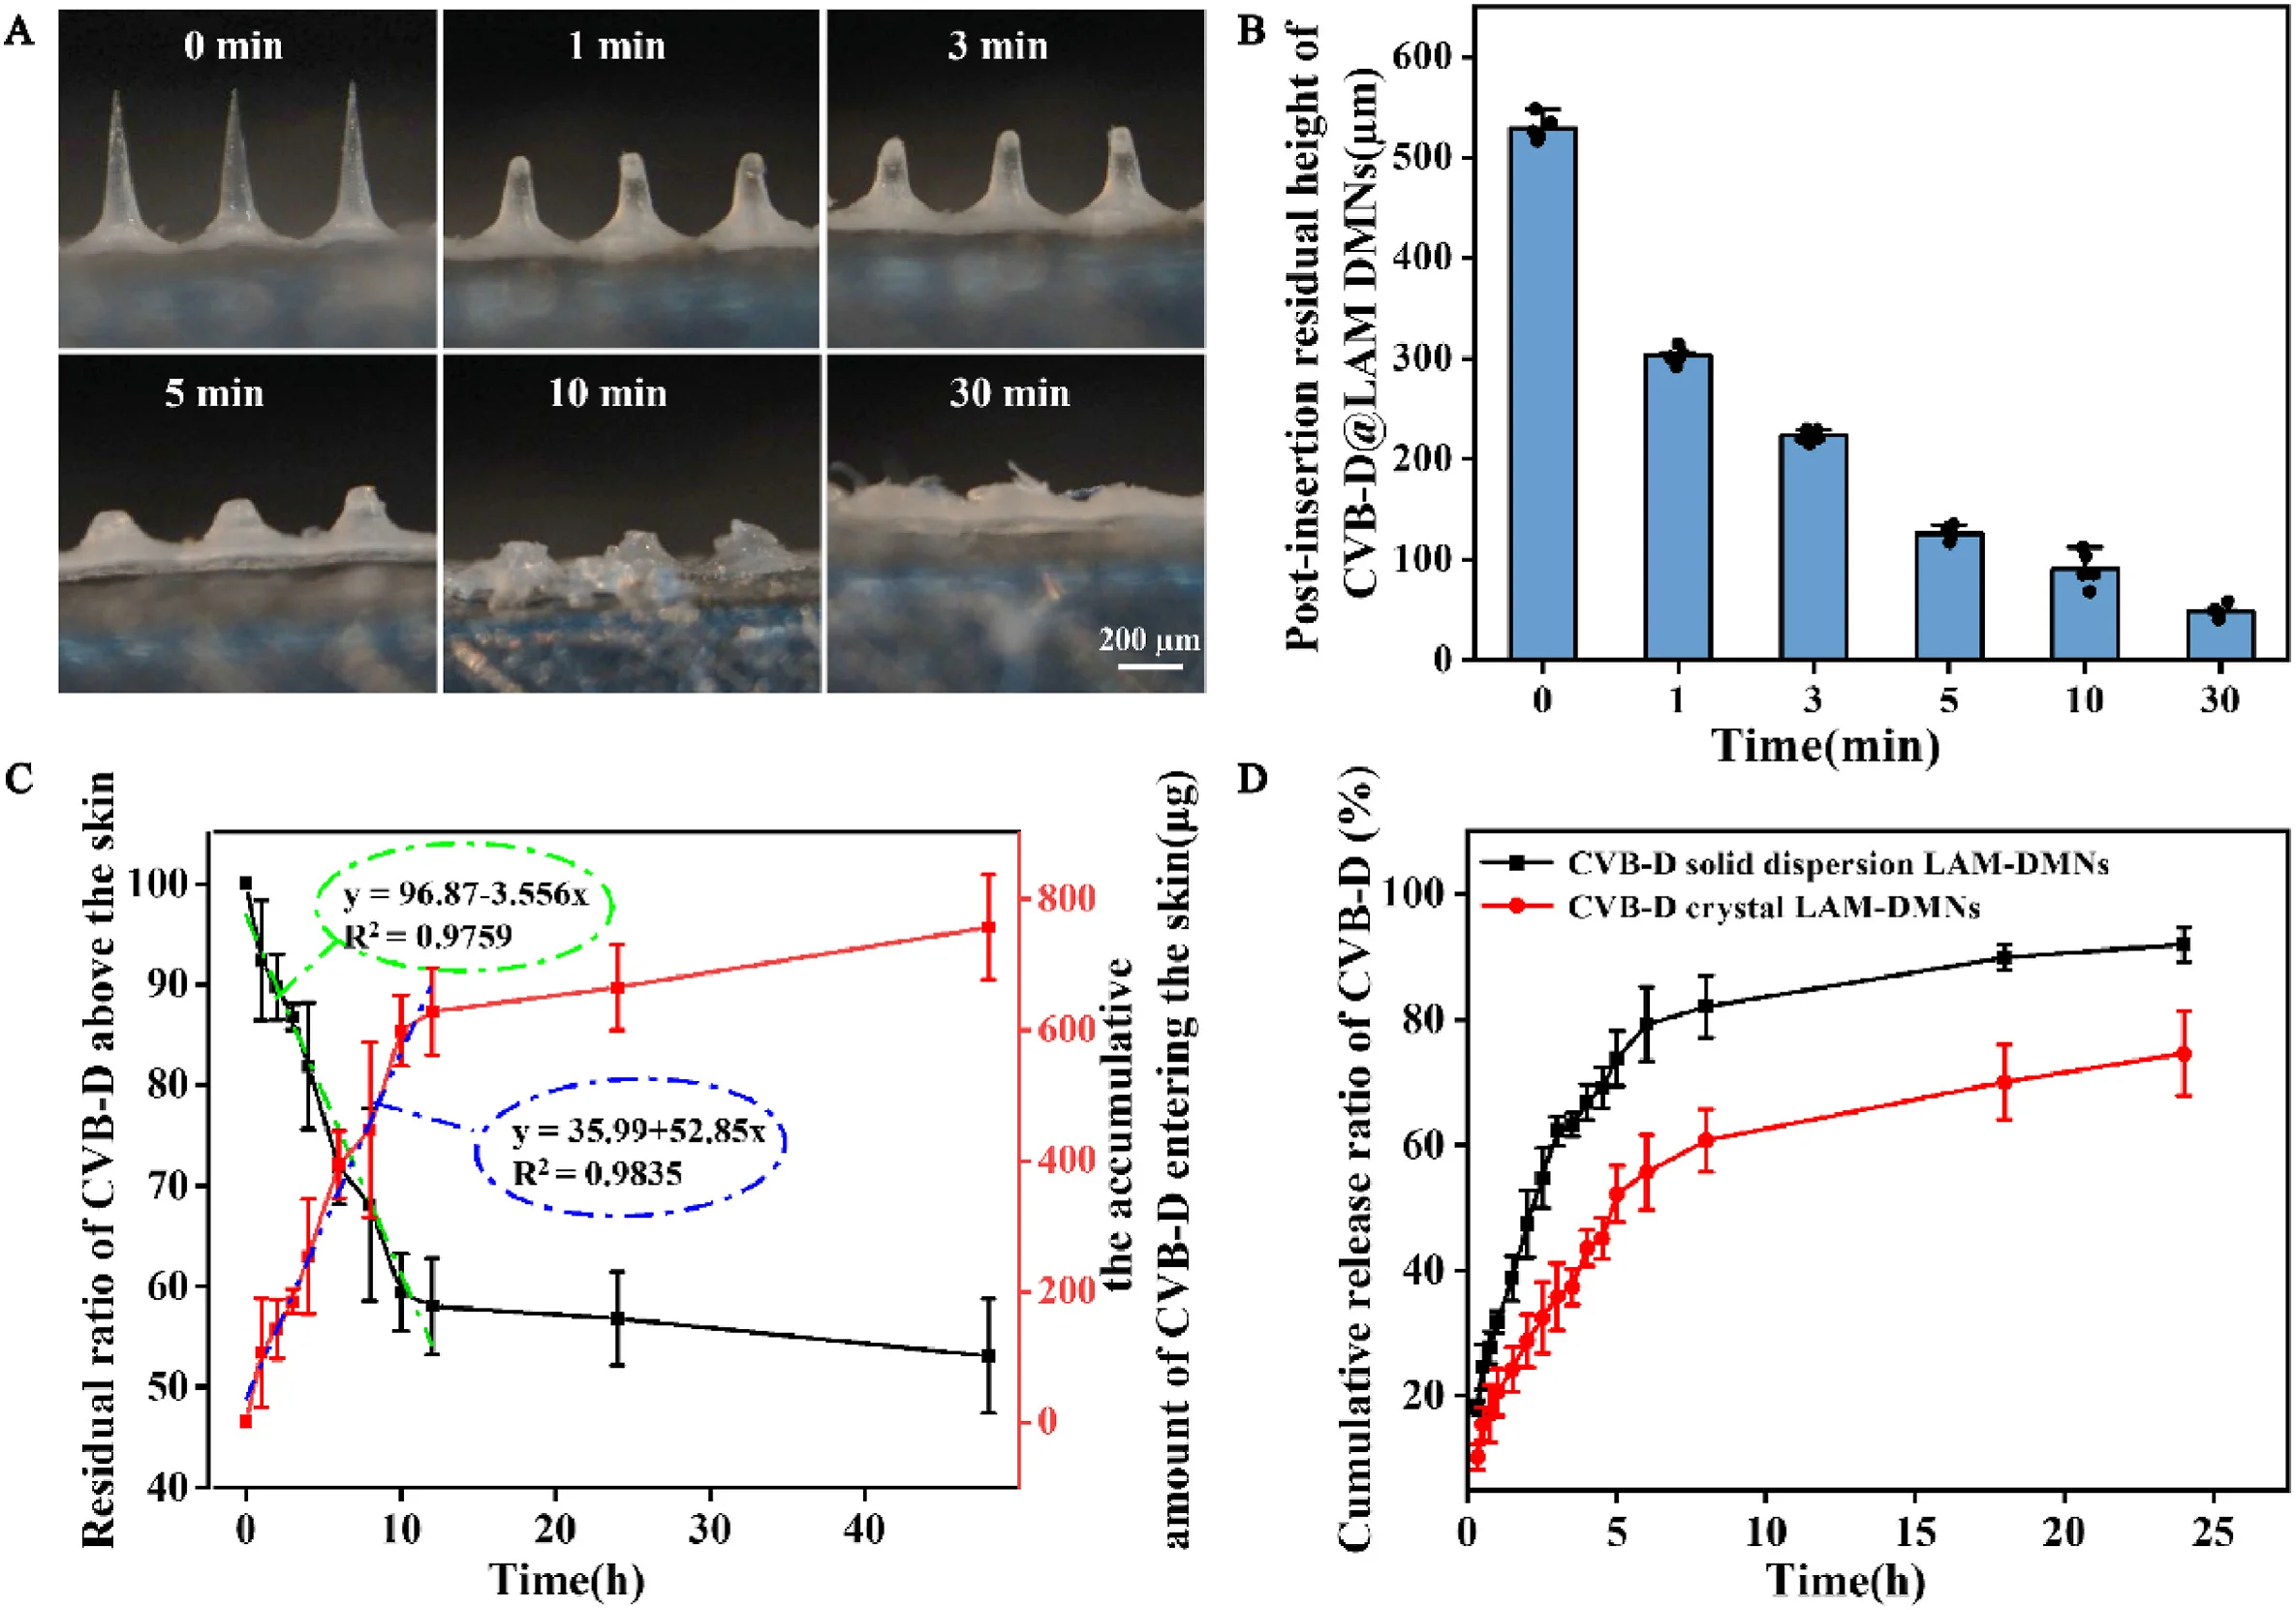 A
0 min
1 min
3 min
5 min
10 min
30 min
200 µm
B
Post-insertion residual height of
CVB-D@LAM DMNs(µm)
600
500
400
300
200
100
0
0 1 3 5 10 30
Time(min)
C
Residual ratio of CVB-D above the skin
100
90
80
70
60
50
40
y = 96.87-3.556x
R² = 0.9759
y = 35.99+52.85x
R² = 0.9835
800
600
400
200
0
the accumulative
amount of CVB-D entering the skin(µg)
0 10 20 30 40
Time(h)
D
Cumulative release ratio of CVB-D (%)
CVB-D solid dispersion LAM-DMNs
CVB-D crystal LAM-DMNs
100
80
60
40
20
0 5 10 15 20 25
Time(h)